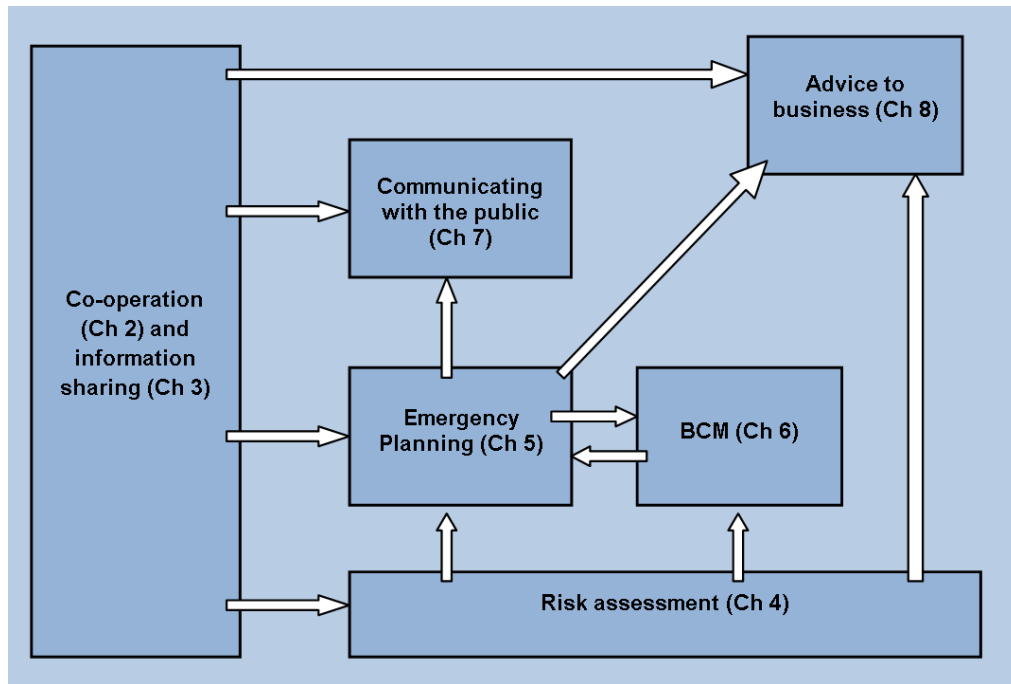 Advice to
business (Ch 8)
Communicating
with the public
(Ch 7)
Co-operation
(Ch 2) and
information
sharing (Ch 3)
Emergency
Planning (Ch 5)
BCM (Ch 6)
Risk assessment (Ch 4)